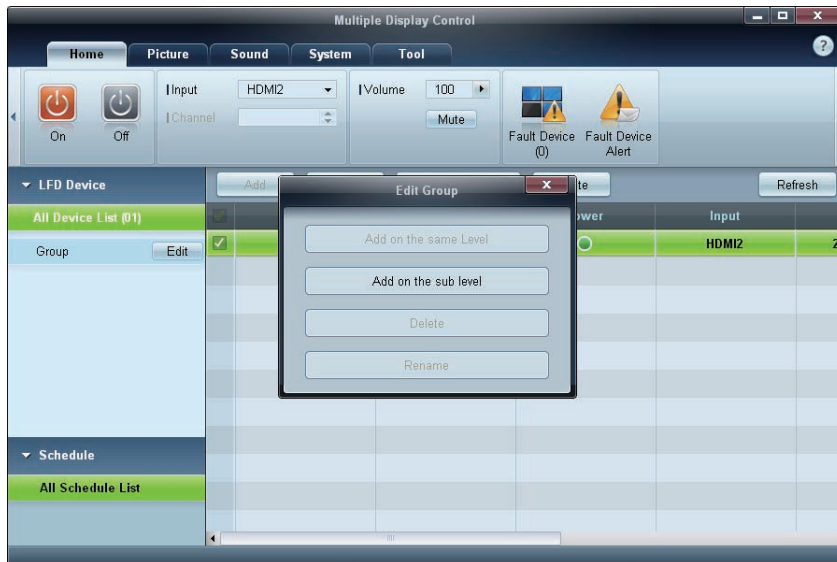 Multiple Display Control
Home Picture Sound System Tool
?
Input HDMI2 Volume 100
Channel Mute
On Off Fault Device (0) Fault Device Alert
LFD Device Add Edit Group te Refresh
All Device List (01) ower Input
Group Edit HDMI2 2
Add on the same Level
Add on the sub level
Delete
Rename
Schedule
All Schedule List